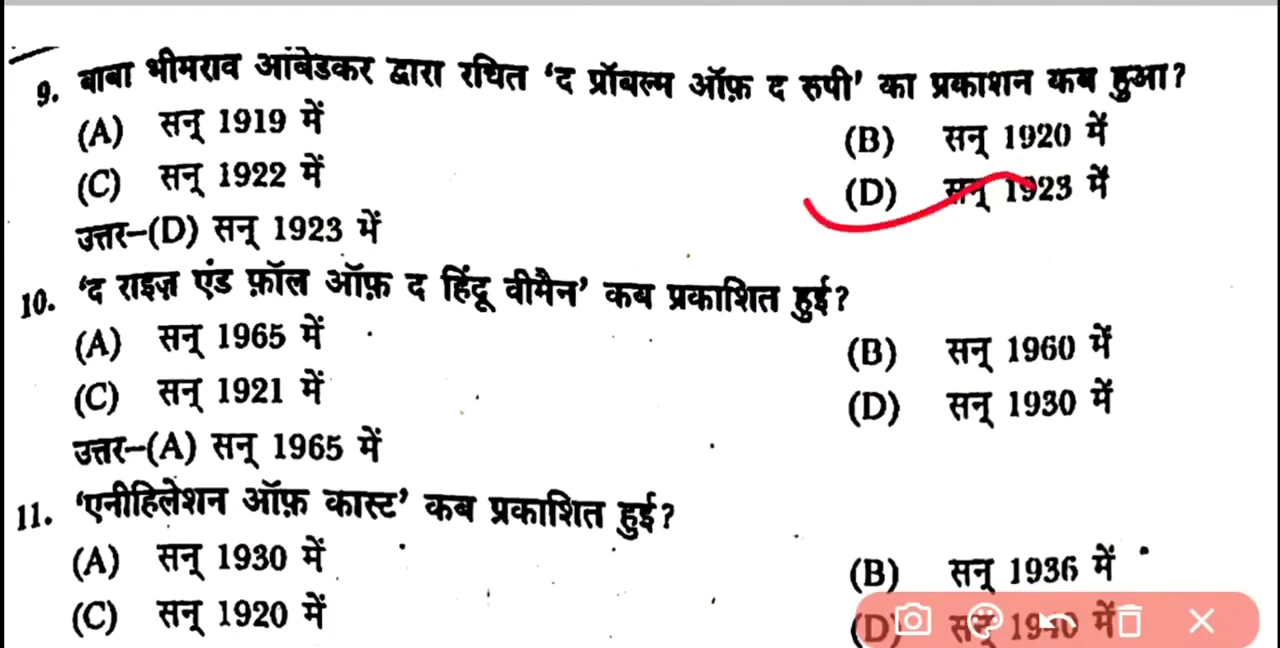 9. बाबा भीमराव आंबेडकर द्वारा रचित ‘द प्रॉबल्म ऑफ़ द रुपी’ का प्रकाशन कब हुआ?
(A) सन् 1919 में (B) सन् 1920 में
(C) सन् 1922 में (D) सन् 1923 में
उत्तर–(D) सन् 1923 में
10. ‘द राइज़ एंड फ़ॉल ऑफ़ द हिंदू वीमैन’ कब प्रकाशित हुई?
(A) सन् 1965 में (B) सन् 1960 में
(C) सन् 1921 में (D) सन् 1930 में
उत्तर–(A) सन् 1965 में
11. ‘एनीहिलेशन ऑफ़ कास्ट’ कब प्रकाशित हुई?
(A) सन् 1930 में (B) सन् 1936 में
(C) सन् 1920 में (D) सन् 1940 में